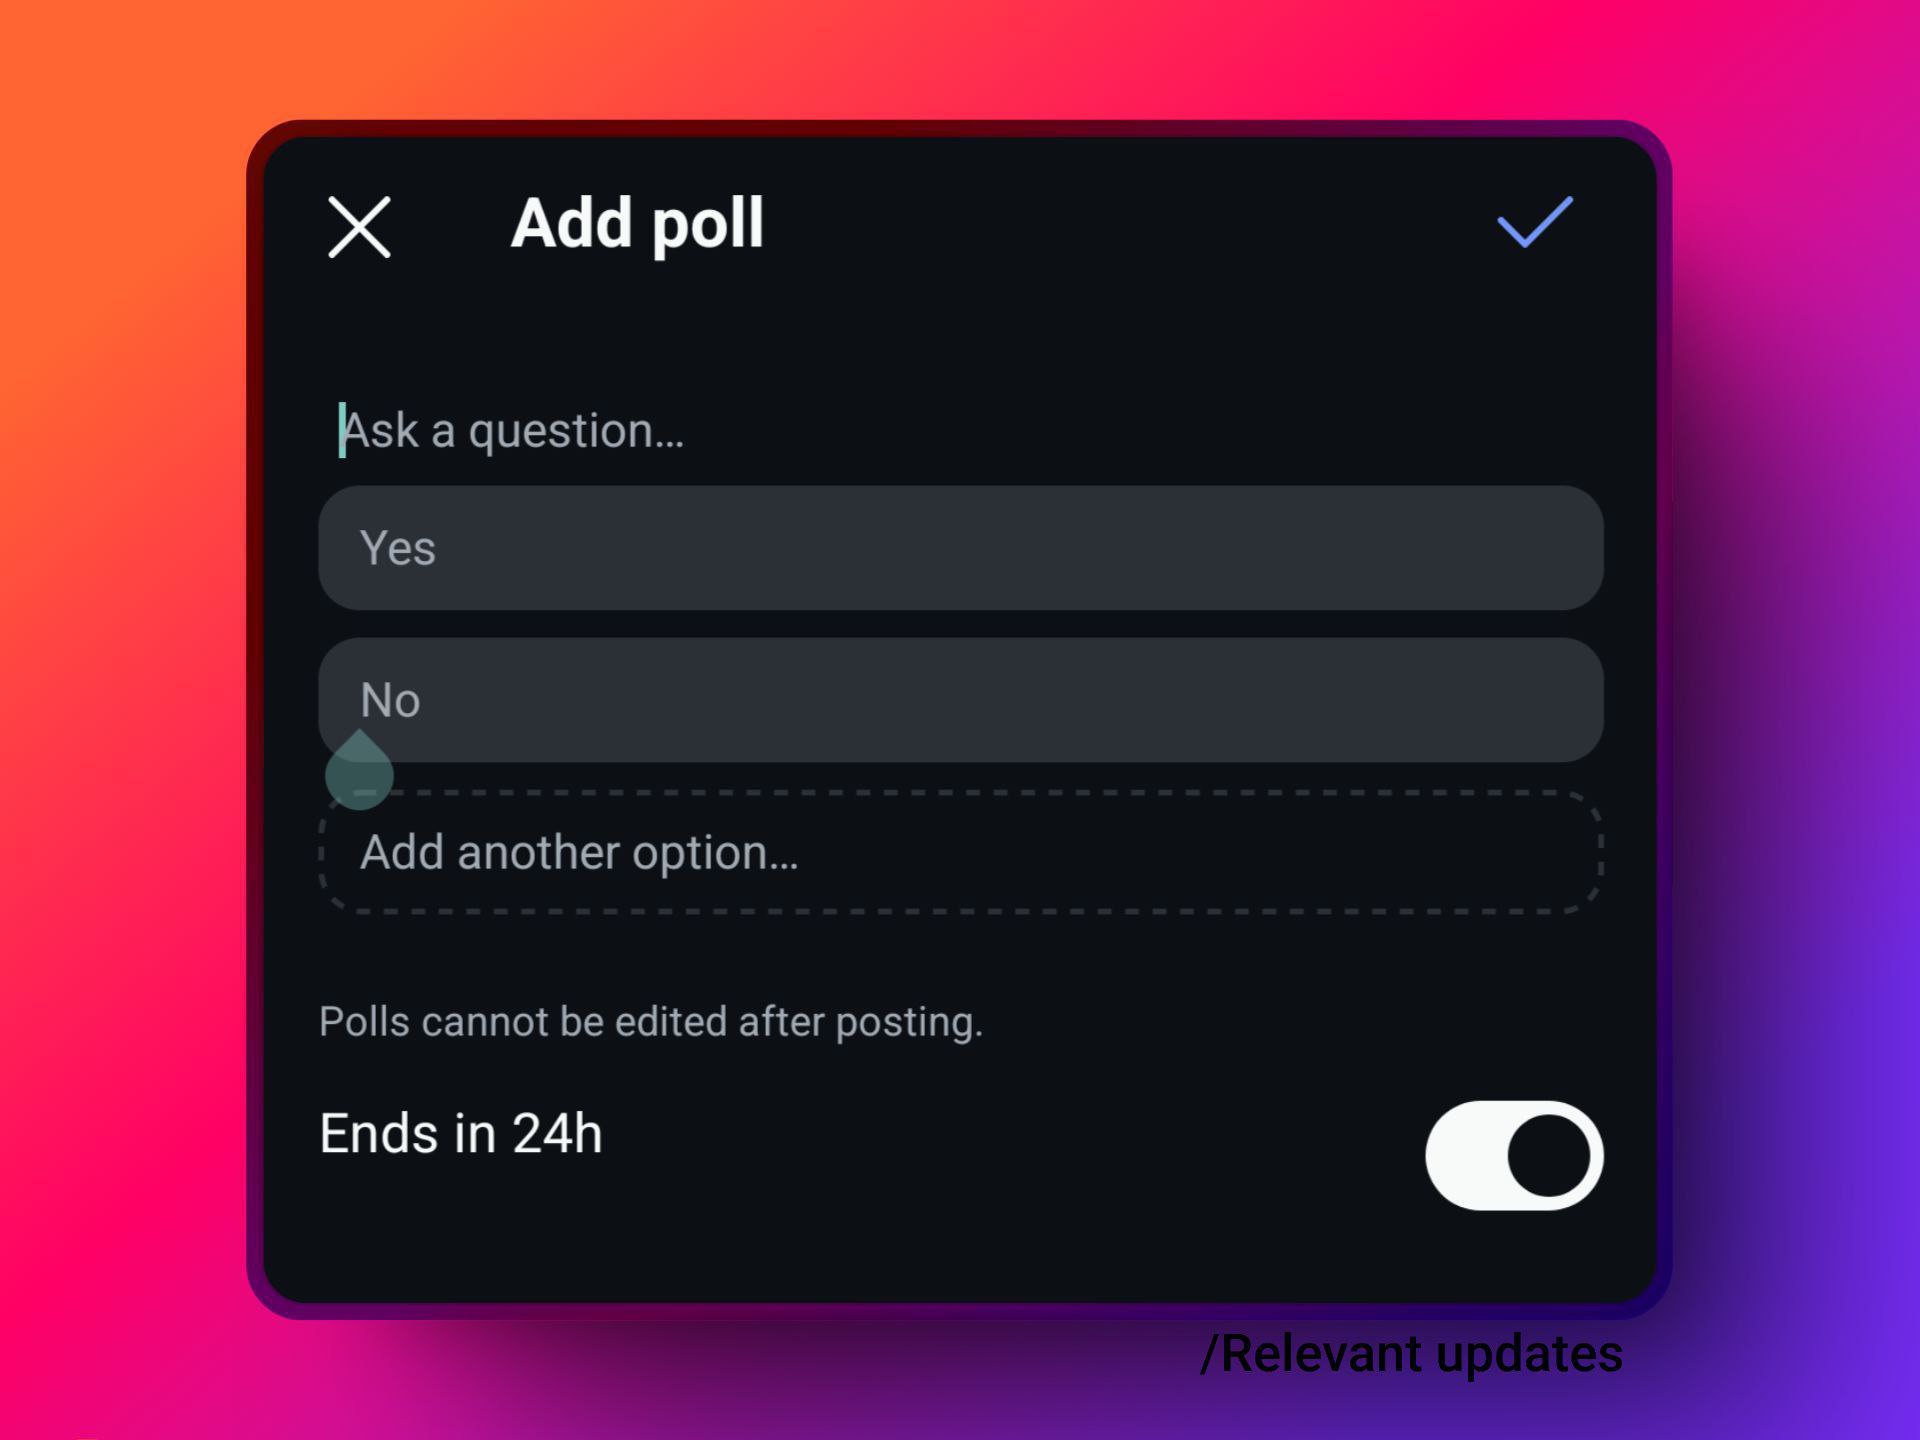 Add poll
Ask a question...
Yes
No
Add another option...
Polls cannot be edited after posting.
Ends in 24h
/Relevant updates